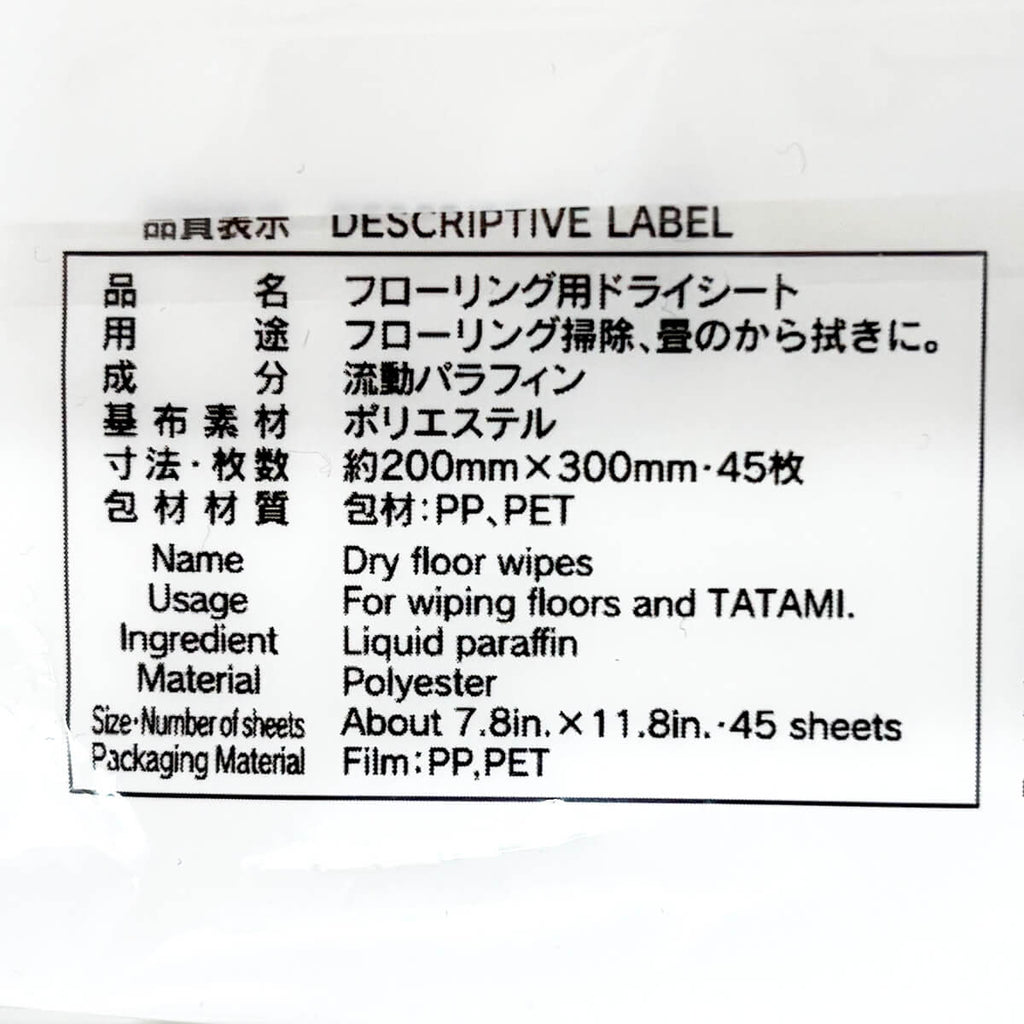 品質表示 DESCRIPTIVE LABEL
品名 フローリング用ドライシート
用途 フローリング掃除、畳のから拭きに。
成分 流動パラフィン
基布素材 ポリエステル
寸法・枚数 約200mm×300mm・45枚
包材材質 包材:PP、PET
Name Dry floor wipes
Usage For wiping floors and TATAMI.
Ingredient Liquid paraffin
Material Polyester
Size・Number of sheets About 7.8in.×11.8in.・45 sheets
Packaging Material Film:PP,PET